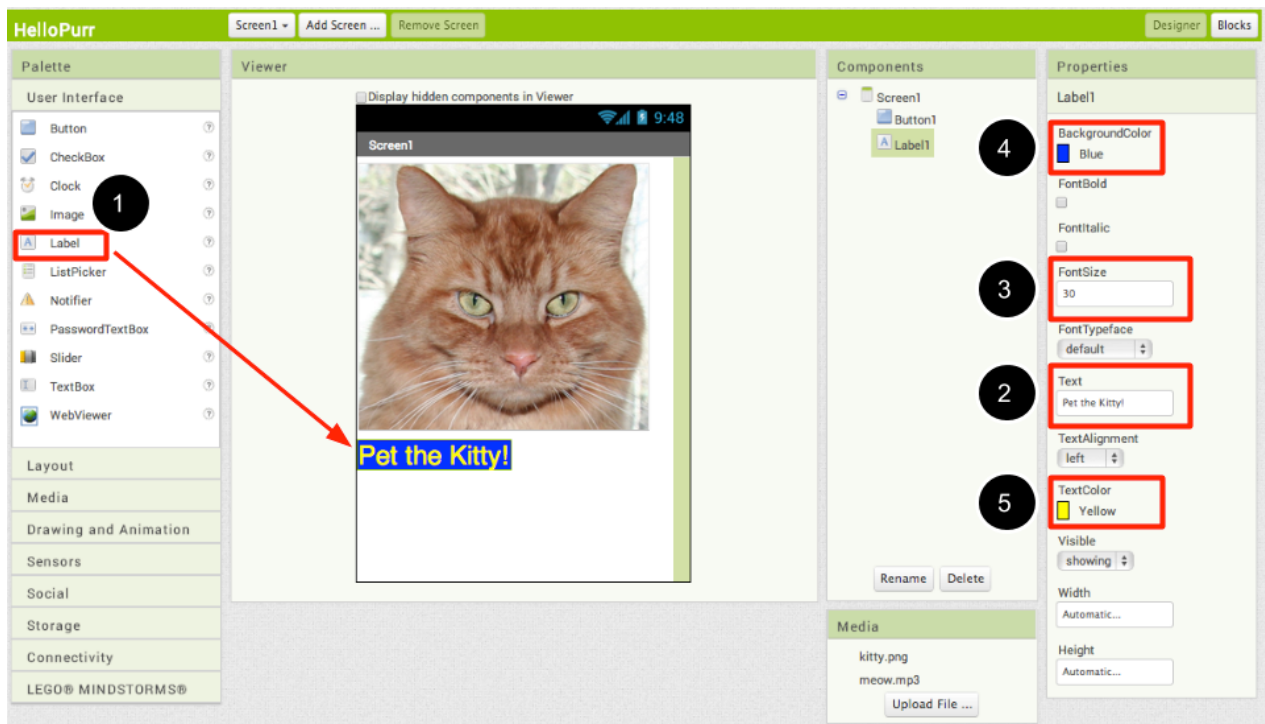 HelloPurr
Screen1
Add Screen ...
Remove Screen
Designer
Blocks
Palette
User Interface
Button
CheckBox
Clock
Image
Label
ListPicker
Notifier
PasswordTextBox
Slider
TextBox
WebViewer
1
Layout
Media
Drawing and Animation
Sensors
Social
Storage
Connectivity
LEGO® MINDSTORMS®
Viewer
Display hidden components in Viewer
9:48
Screen1
Pet the Kitty!
Components
Screen1
Button1
A Label1
Rename
Delete
Media
kitty.png
meow.mp3
Upload File ...
Properties
Label1
4
BackgroundColor
Blue
FontBold
FontItalic
3
FontSize
30
FontTypeface
default
2
Text
Pet the Kitty!
TextAlignment
left
5
TextColor
Yellow
Visible
showing
Width
Automatic...
Height
Automatic...